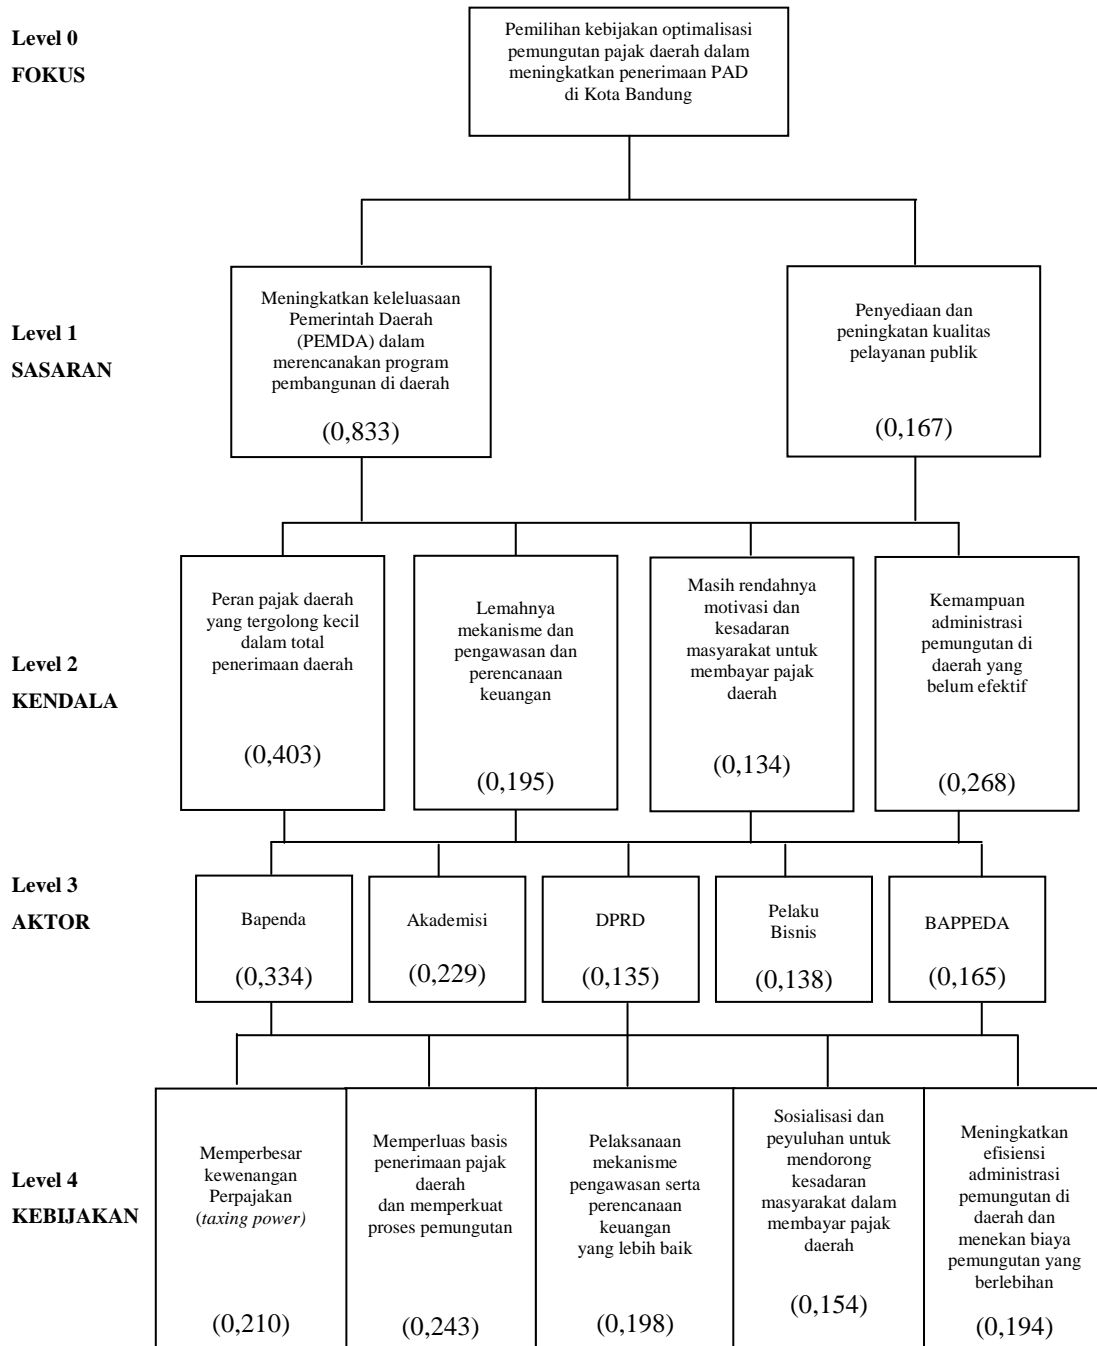 Level 0
FOKUS
Pemilihan kebijakan optimalisasi
pemungutan pajak daerah dalam
meningkatkan penerimaan PAD
di Kota Bandung
Level 1
SASARAN
Meningkatkan keleluasaan
Pemerintah Daerah
(PEMDA) dalam
merencanakan program
pembangunan di daerah
(0,833)
Penyediaan dan
peningkatan kualitas
pelayanan publik
(0,167)
Level 2
KENDALA
Peran pajak daerah
yang tergolong kecil
dalam total
penerimaan daerah
(0,403)
Lemahnya
mekanisme dan
pengawasan dan
perencanaan
keuangan
(0,195)
Masih rendahnya
motivasi dan
kesadaran
masyarakat untuk
membayar pajak
daerah
(0,134)
Kemampuan
administrasi
pemungutan di
daerah yang
belum efektif
(0,268)
Level 3
AKTOR
Bapenda
(0,334)
Akademisi
(0,229)
DPRD
(0,135)
Pelaku
Bisnis
(0,138)
BAPPEDA
(0,165)
Level 4
KEBIJAKAN
Memperbesar
kewenangan
Perpajakan
(taxing power)
(0,210)
Memperluas basis
penerimaan pajak
daerah
dan memperkuat
proses pemungutan
(0,243)
Pelaksanaan
mekanisme
pengawasan serta
perencanaan
keuangan
yang lebih baik
(0,198)
Sosialisasi dan
peyuluhan untuk
mendorong
kesadaran
masyarakat dalam
membayar pajak
daerah
(0,154)
Meningkatkan
efisiensi
administrasi
pemungutan di
daerah dan
menekan biaya
pemungutan yang
berlebihan
(0,194)